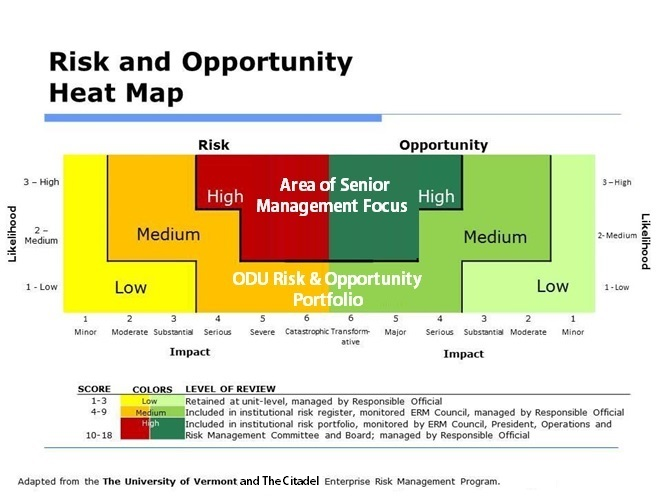 Risk and Opportunity
Heat Map
Risk
Opportunity
Likelihood
3 – High
2 –
Medium
1 - Low
High
Medium
Low
Area of Senior
Management Focus
ODU Risk & Opportunity
Portfolio
High
Medium
Low
3 – High
2- Medium
1 - Low
Likelihood
1 2 3 4 5 6 6 5 4 3 2 1
Minor Moderate Substantial Serious Severe Catastrophic Transform- Major Serious Substantial Moderate Minor
ative
Impact
Impact
SCORE COLORS LEVEL OF REVIEW
1-3 Low Retained at unit-level, managed by Responsible Official
4-9 Medium Included in institutional risk register, monitored ERM Council, managed by Responsible Official
High Included in institutional risk portfolio, monitored by ERM Council, President, Operations and
10-18 Risk Management Committee and Board; managed by Responsible Official
Adapted from the The University of Vermont and The Citadel Enterprise Risk Management Program.